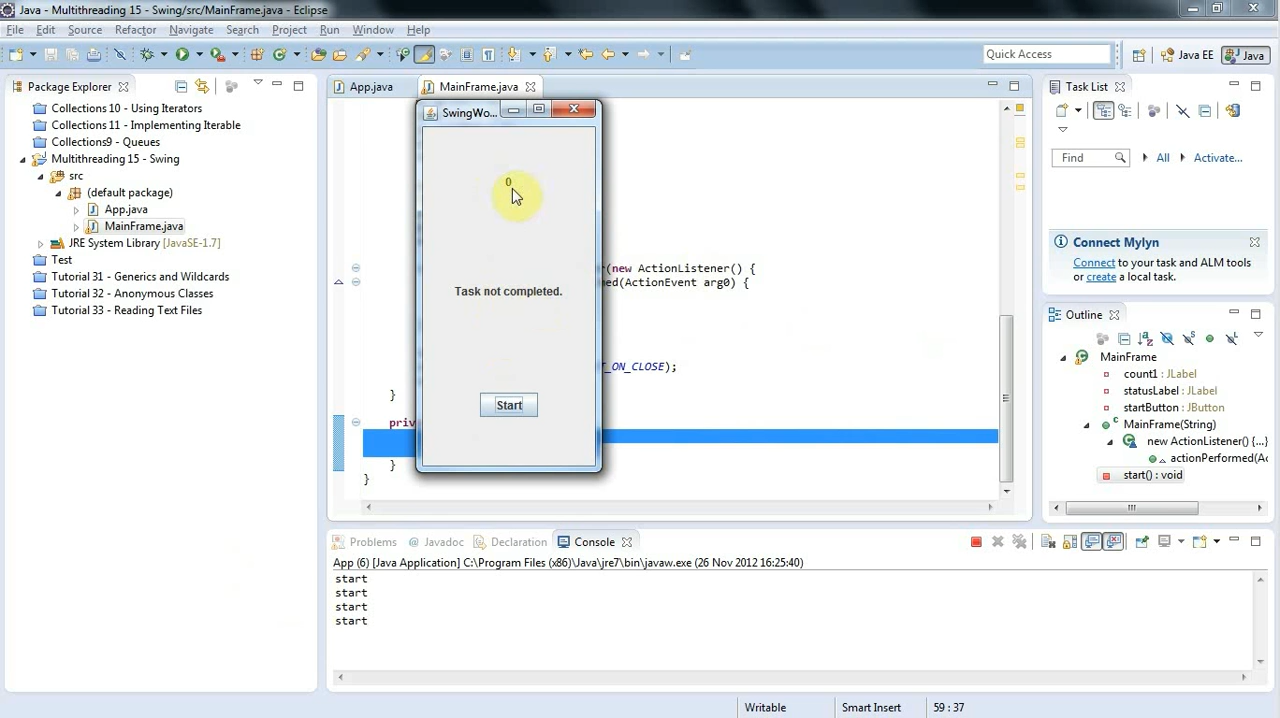 Java - Multithreading 15 - Swing/src/MainFrame.java - Eclipse
File Edit Source Refactor Navigate Search Project Run Window Help
Quick Access
Java EE
Java
Package Explorer
Collections 10 - Using Iterators
Collections 11 - Implementing Iterable
Collections9 - Queues
Multithreading 15 - Swing
src
(default package)
App.java
MainFrame.java
JRE System Library [JavaSE-1.7]
Test
Tutorial 31 - Generics and Wildcards
Tutorial 32 - Anonymous Classes
Tutorial 33 - Reading Text Files
App.java
MainFrame.java
SwingWo...
0
Task not completed.
Start
r(new ActionListener() {
med(ActionEvent arg0) {
T_ON_CLOSE);
}
priv
}
}
Task List
Find
All
Activate...
Connect Mylyn
Connect to your task and ALM tools
or create a local task.
Outline
MainFrame
count1 : JLabel
statusLabel : JLabel
startButton : JButton
MainFrame(String)
new ActionListener() {...
actionPerformed(Ac
start() : void
Problems
Javadoc
Declaration
Console
App (6) [Java Application] C:\Program Files (x86)\Java\jre7\bin\javaw.exe (26 Nov 2012 16:25:40)
start
start
start
start
Writable
Smart Insert
59 : 37